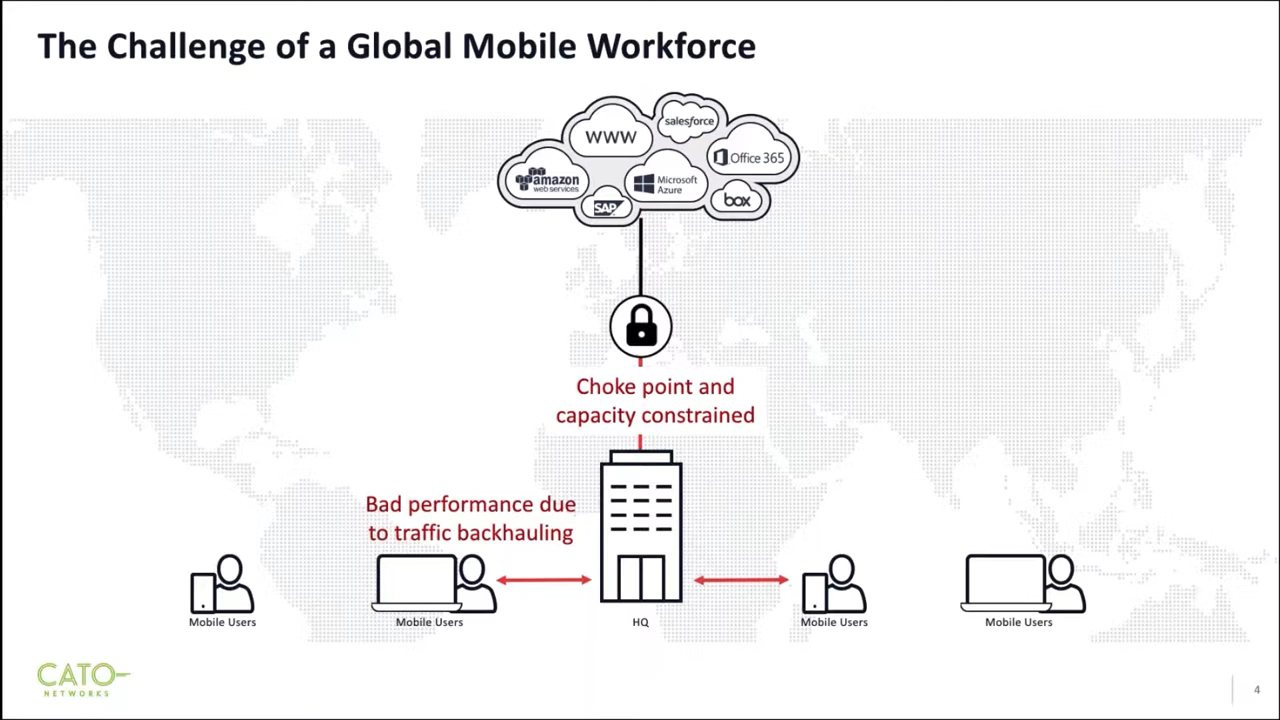 The Challenge of a Global Mobile Workforce
WWW
salesforce
Office 365
amazon
web services
Microsoft
Azure
SAP
box
Choke point and
capacity constrained
Bad performance due
to traffic backhauling
Mobile Users
Mobile Users
HQ
Mobile Users
Mobile Users
CATO
NETWORKS
4